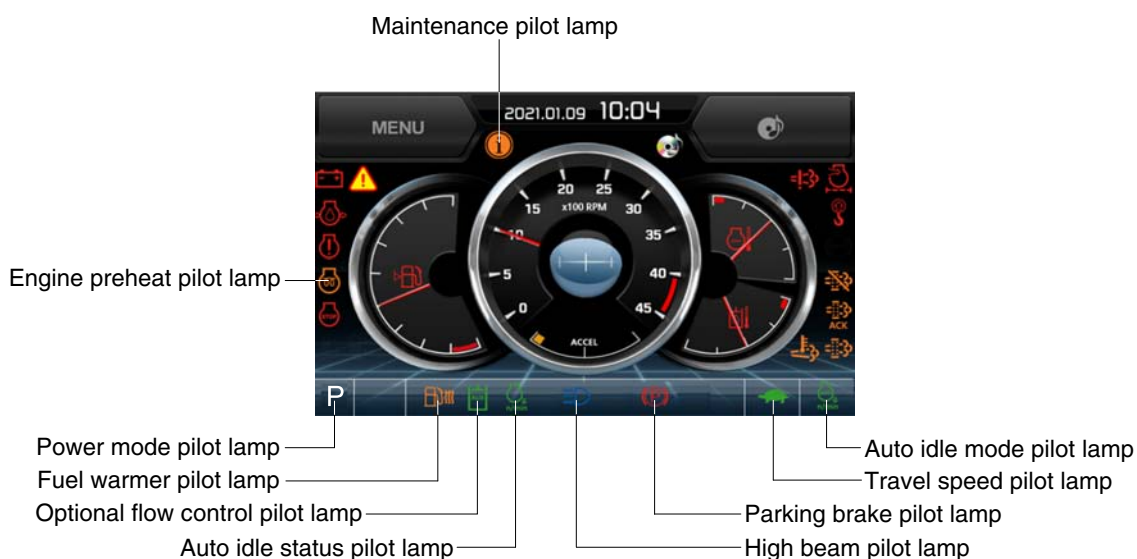 Maintenance pilot lamp
MENU
2021.01.09 10:04
i
20 25
15 x100 RPM 30
10 35
5 40
0 45
ACCEL
Engine preheat pilot lamp
STOP
ACK
P
Power mode pilot lamp
Fuel warmer pilot lamp
Optional flow control pilot lamp
Auto idle status pilot lamp
Auto idle mode pilot lamp
Travel speed pilot lamp
Parking brake pilot lamp
High beam pilot lamp